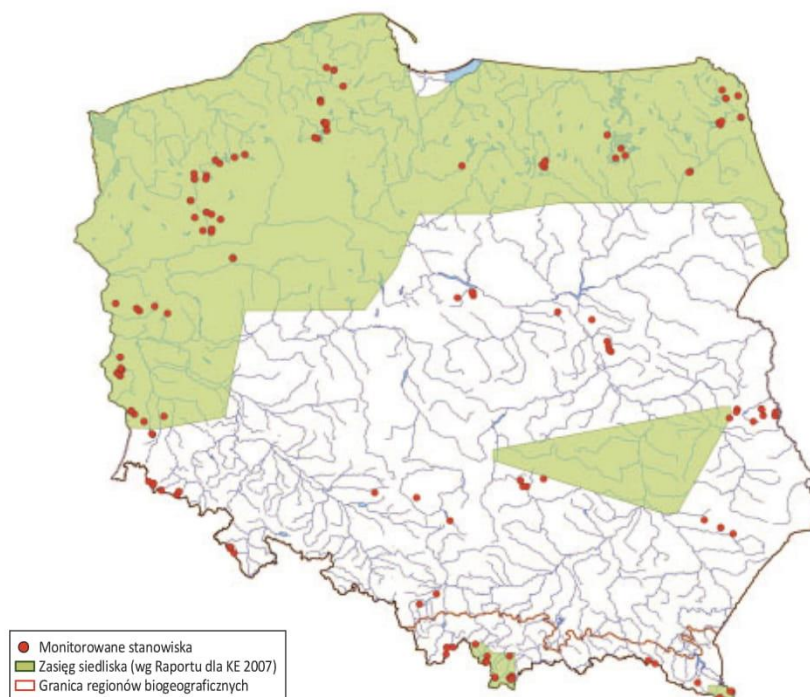 Monitorowane stanowiska
Zasięg siedliska (wg Raportu dla KE 2007)
Granica regionów biogeograficznych